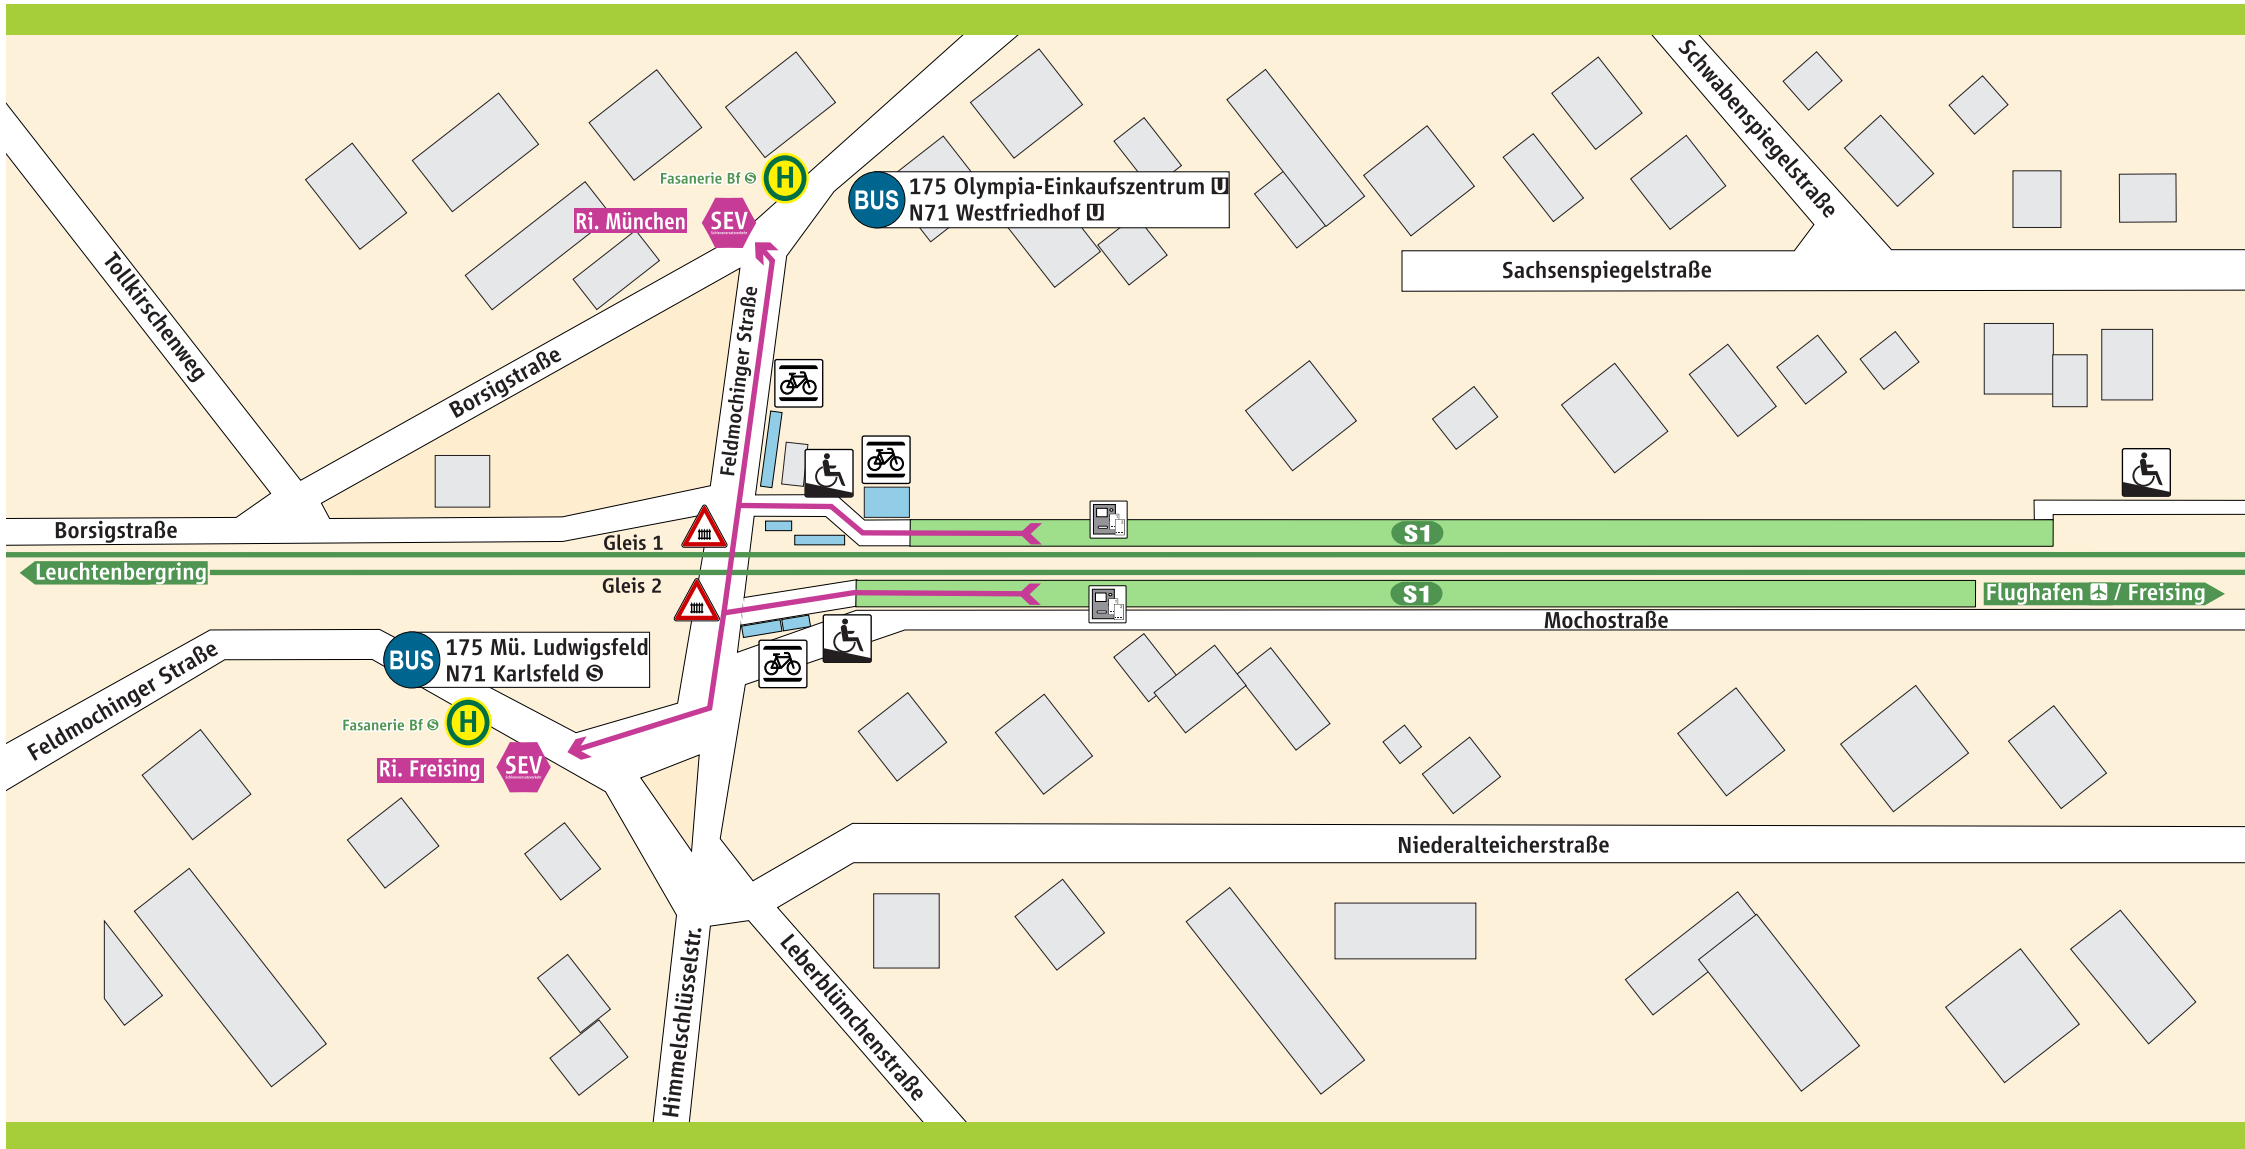 Schwabenspiegelstraße
Fasanerie Bf S
H
BUS
175 Olympia-Einkaufszentrum U
N71 Westfriedhof U
Ri. München
SEV
Sachsenspiegelstraße
Tollkirschenweg
Borsigstraße
Feldmochinger Straße
Borsigstraße
Gleis 1
S1
Leuchtenbergring
Gleis 2
S1
Flughafen / Freising
Mochostraße
Feldmochinger Straße
BUS
175 Mü. Ludwigsfeld
N71 Karlsfeld S
Fasanerie Bf S
H
Ri. Freising
SEV
Niederalteicherstraße
Himmelschlüsselstr.
Leberblümchenstraße